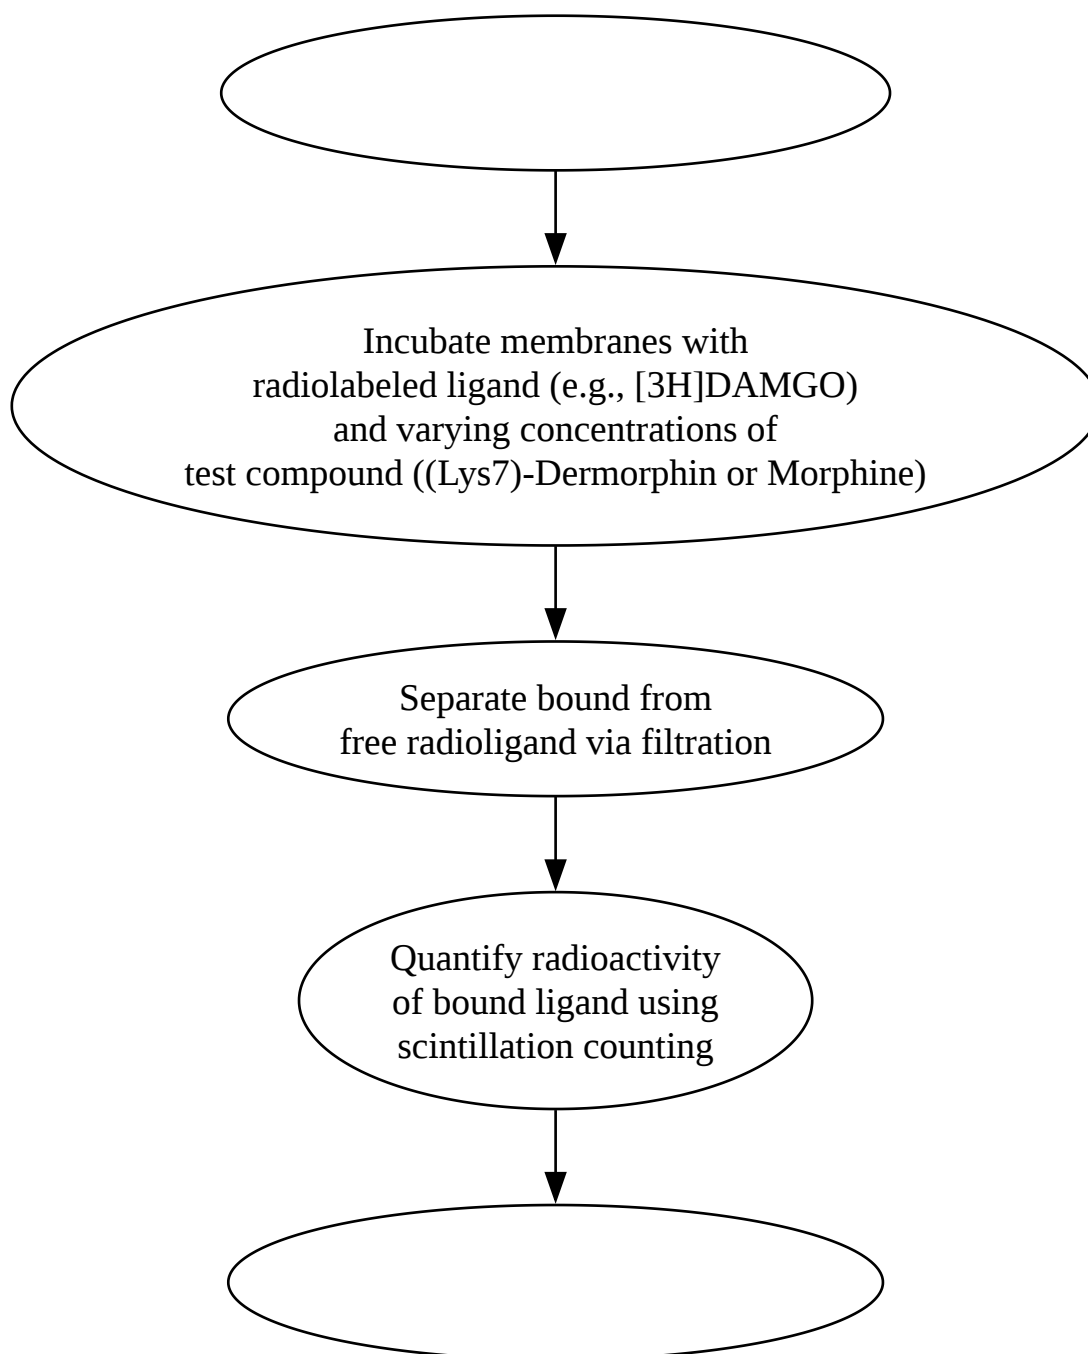 Incubate membranes with
radiolabeled ligand (e.g., [3H]DAMGO)
and varying concentrations of
test compound ((Lys7)-Dermorphin or Morphine)
Separate bound from
free radioligand via filtration
Quantify radioactivity
of bound ligand using
scintillation counting